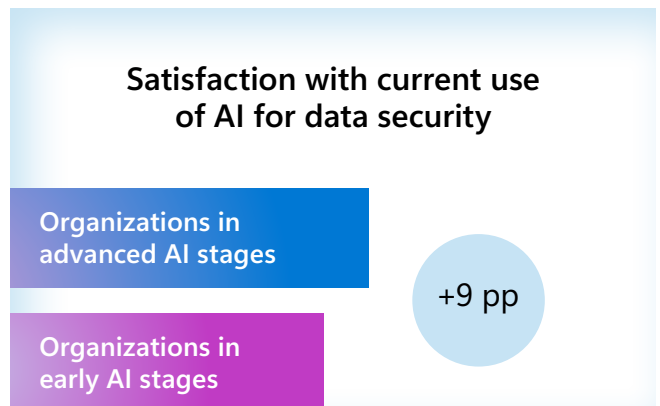 Satisfaction with current use
of AI for data security
Organizations in
advanced AI stages
+9 pp
Organizations in
early AI stages